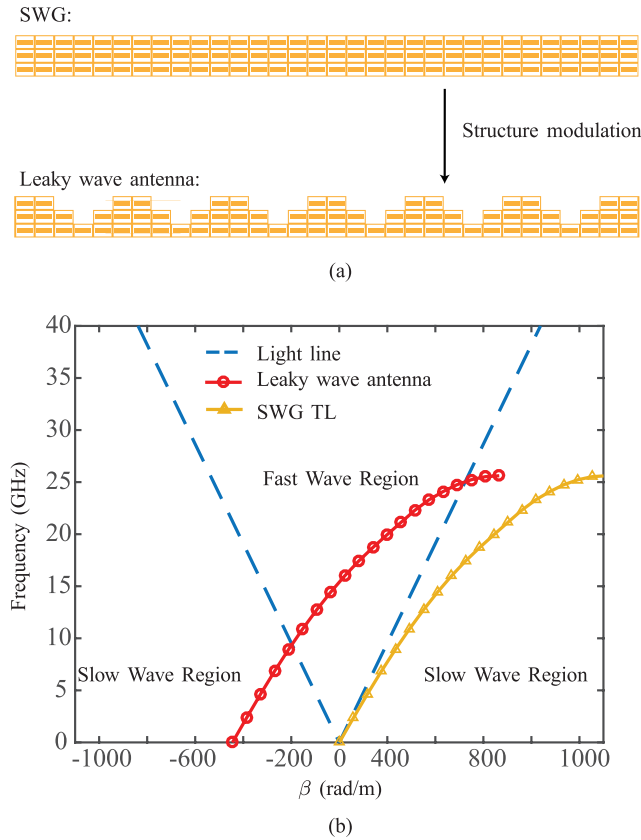 SWG:
Structure modulation
Leaky wave antenna:
(a)
40
35
30
25
20
15
10
5
0
Frequency (GHz)
Light line
Leaky wave antenna
SWG TL
Fast Wave Region
Slow Wave Region
Slow Wave Region
-1000 -600 -200 0 400 800 1000
β (rad/m)
(b)